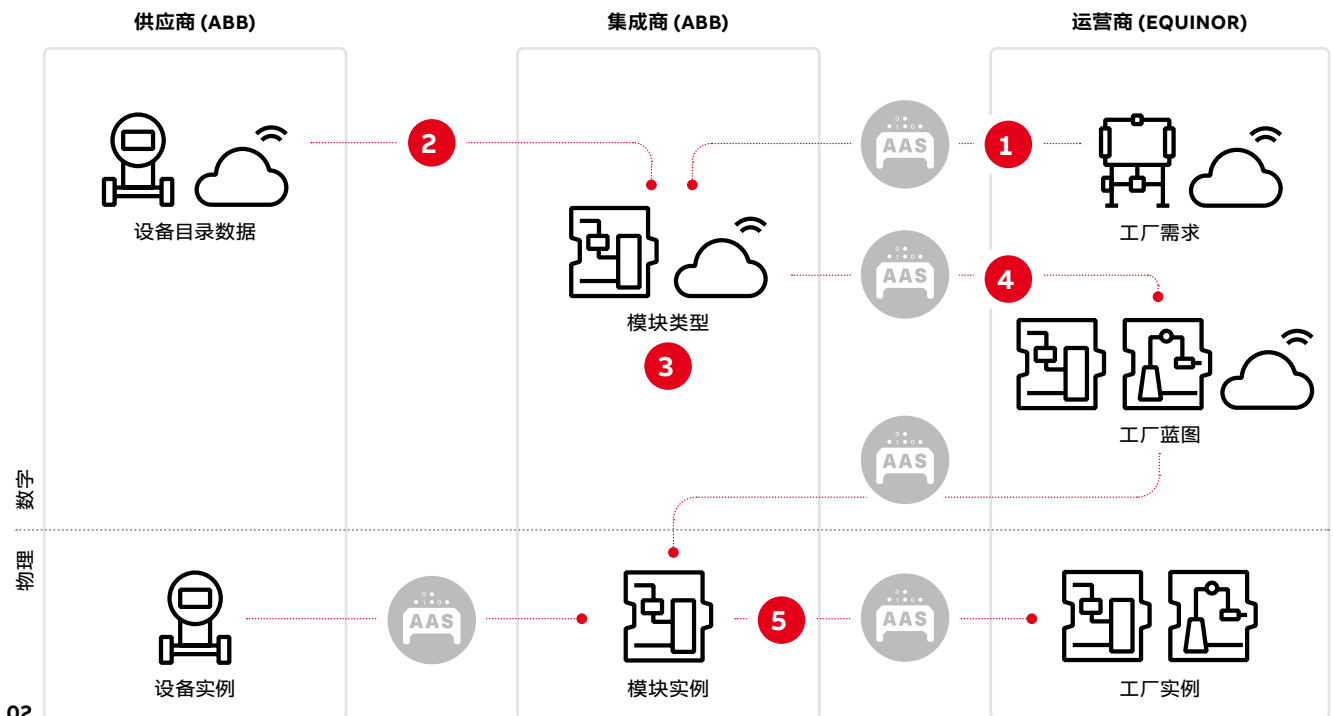 供应商 (ABB)
集成商 (ABB)
运营商 (EQUINOR)
2
AAS
1
设备目录数据
工厂需求
AAS
4
模块类型
3
工厂蓝图
AAS
数字
物理
AAS
5
AAS
设备实例
模块实例
工厂实例
02